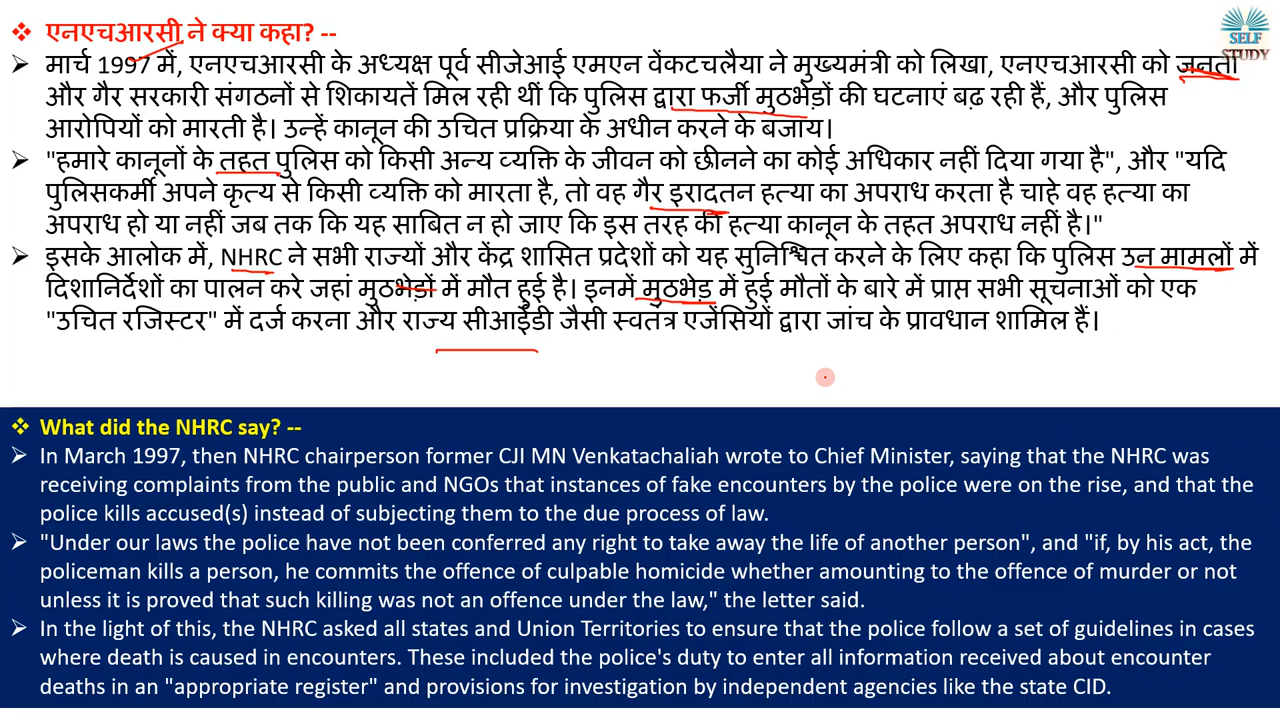 ❖ एनएचआरसी ने क्या कहा? --
SELF
STUDY
➢ मार्च 1997 में, एनएचआरसी के अध्यक्ष पूर्व सीजेआई एमएन वेंकटचलैया ने मुख्यमंत्री को लिखा, एनएचआरसी को जनता
और गैर सरकारी संगठनों से शिकायतें मिल रही थीं कि पुलिस द्वारा फर्जी मुठभेड़ों की घटनाएं बढ़ रही हैं, और पुलिस
आरोपियों को मारती है। उन्हें कानून की उचित प्रक्रिया के अधीन करने के बजाय।
➢ "हमारे कानूनों के तहत पुलिस को किसी अन्य व्यक्ति के जीवन को छीनने का कोई अधिकार नहीं दिया गया है", और "यदि
पुलिसकर्मी अपने कृत्य से किसी व्यक्ति को मारता है, तो वह गैर इरादतन हत्या का अपराध करता है चाहे वह हत्या का
अपराध हो या नहीं जब तक कि यह साबित न हो जाए कि इस तरह की हत्या कानून के तहत अपराध नहीं है।"
➢ इसके आलोक में, NHRC ने सभी राज्यों और केंद्र शासित प्रदेशों को यह सुनिश्चित करने के लिए कहा कि पुलिस उन मामलों में
दिशानिर्देशों का पालन करे जहां मुठभेड़ों में मौत हुई है। इनमें मुठभेड़ में हुई मौतों के बारे में प्राप्त सभी सूचनाओं को एक
"उचित रजिस्टर" में दर्ज करना और राज्य सीआईडी जैसी स्वतंत्र एजेंसियों द्वारा जांच के प्रावधान शामिल हैं।
❖ What did the NHRC say? --
➢ In March 1997, then NHRC chairperson former CJI MN Venkatachaliah wrote to Chief Minister, saying that the NHRC was
receiving complaints from the public and NGOs that instances of fake encounters by the police were on the rise, and that the
police kills accused(s) instead of subjecting them to the due process of law.
➢ "Under our laws the police have not been conferred any right to take away the life of another person", and "if, by his act, the
policeman kills a person, he commits the offence of culpable homicide whether amounting to the offence of murder or not
unless it is proved that such killing was not an offence under the law," the letter said.
➢ In the light of this, the NHRC asked all states and Union Territories to ensure that the police follow a set of guidelines in cases
where death is caused in encounters. These included the police's duty to enter all information received about encounter
deaths in an "appropriate register" and provisions for investigation by independent agencies like the state CID.